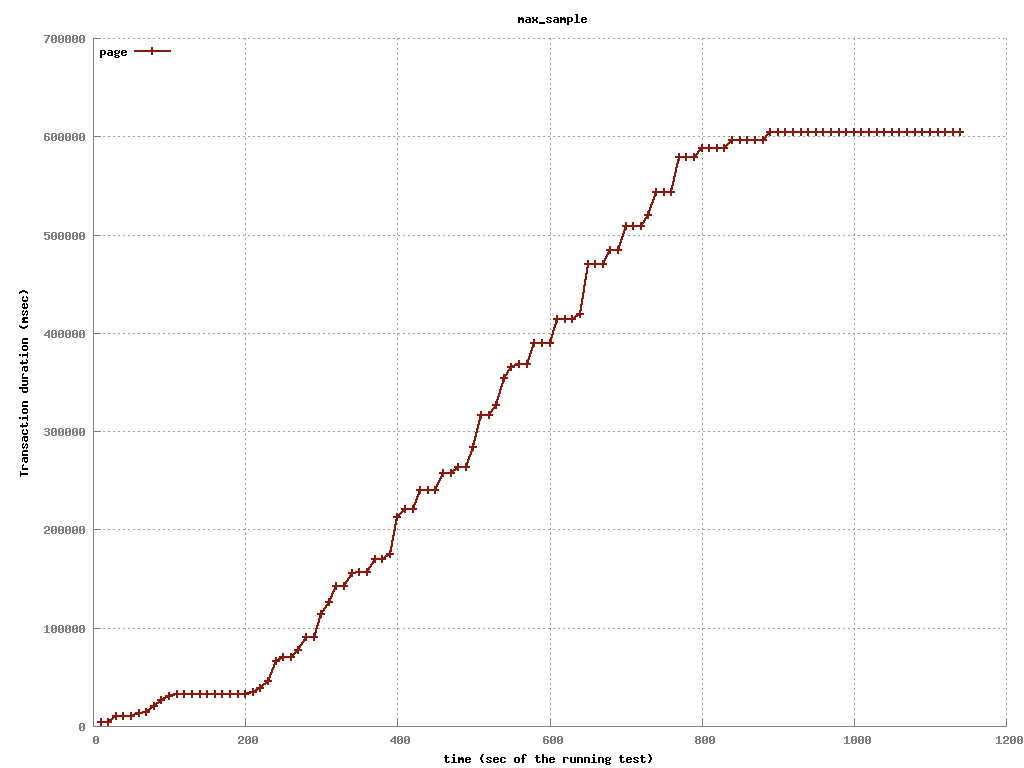 max_sample
page
700000
600000
500000
400000
300000
200000
100000
0
Transaction duration (msec)
0 200 400 600 800 1000 1200
time (sec of the running test)